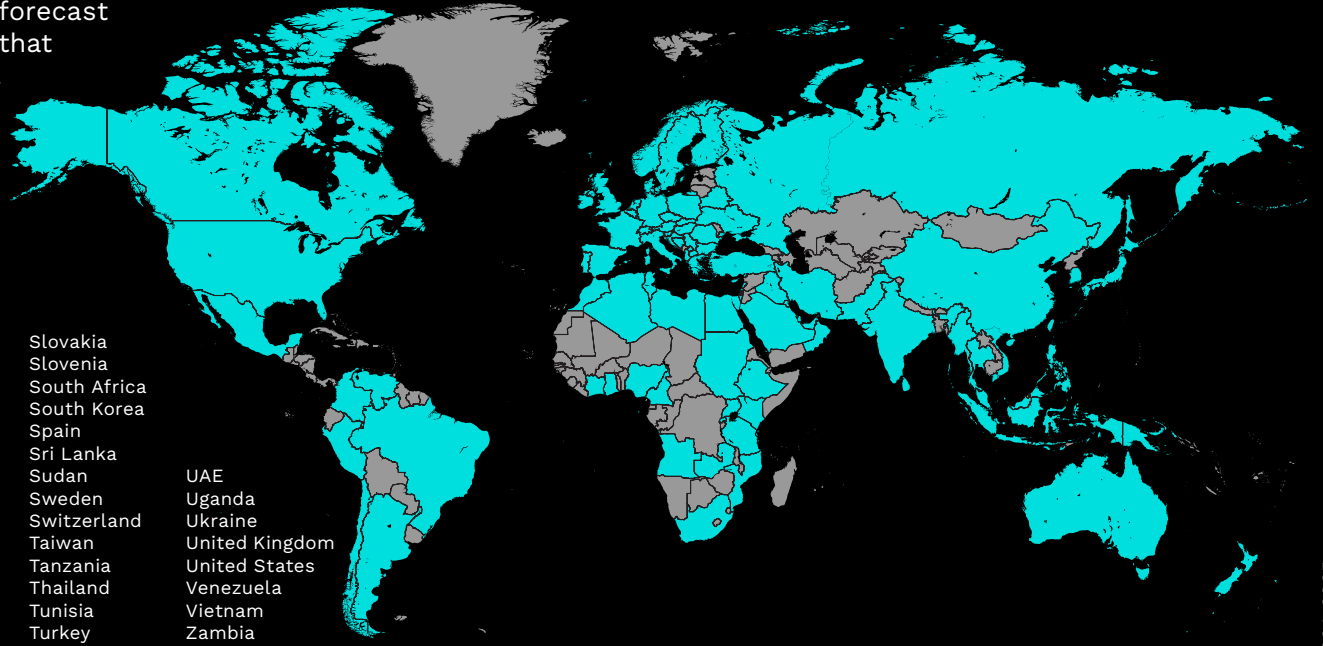 forecast
that
Slovakia
Slovenia
South Africa
South Korea
Spain
Sri Lanka
Sudan
Sweden
Switzerland
Taiwan
Tanzania
Thailand
Tunisia
Turkey
UAE
Uganda
Ukraine
United Kingdom
United States
Venezuela
Vietnam
Zambia